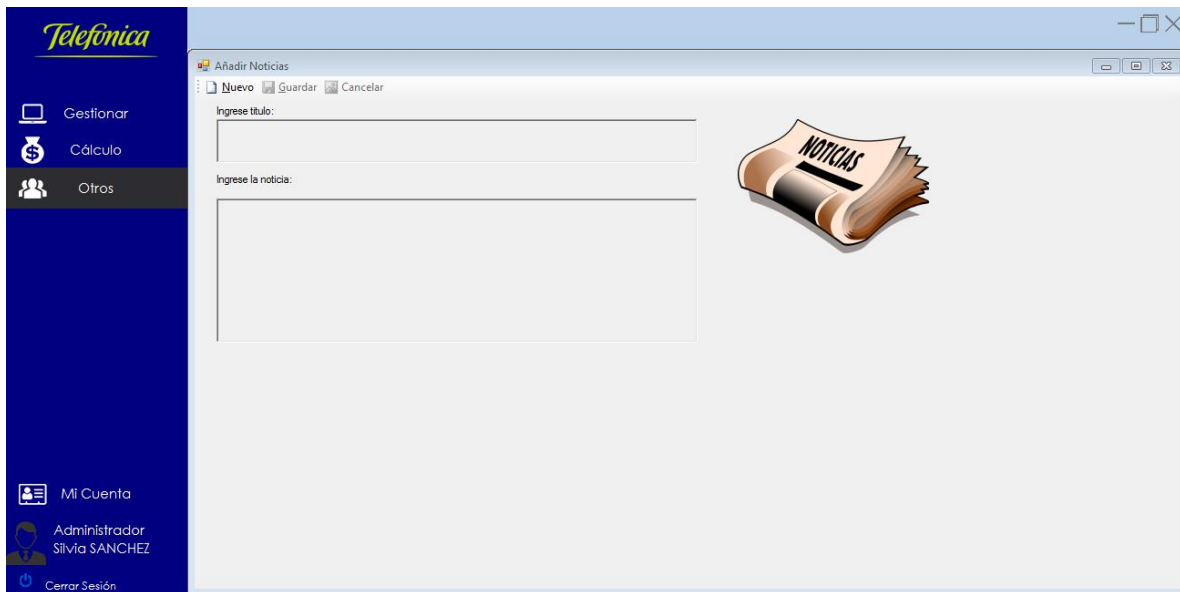 Telefónica
Gestionar
Cálculo
Otros
Mi Cuenta
Administrador
Silvia SANCHEZ
Cerrar Sesión
Añadir Noticias
Nuevo Guardar Cancelar
Ingrese titulo:
Ingrese la noticia:
NOTICIAS